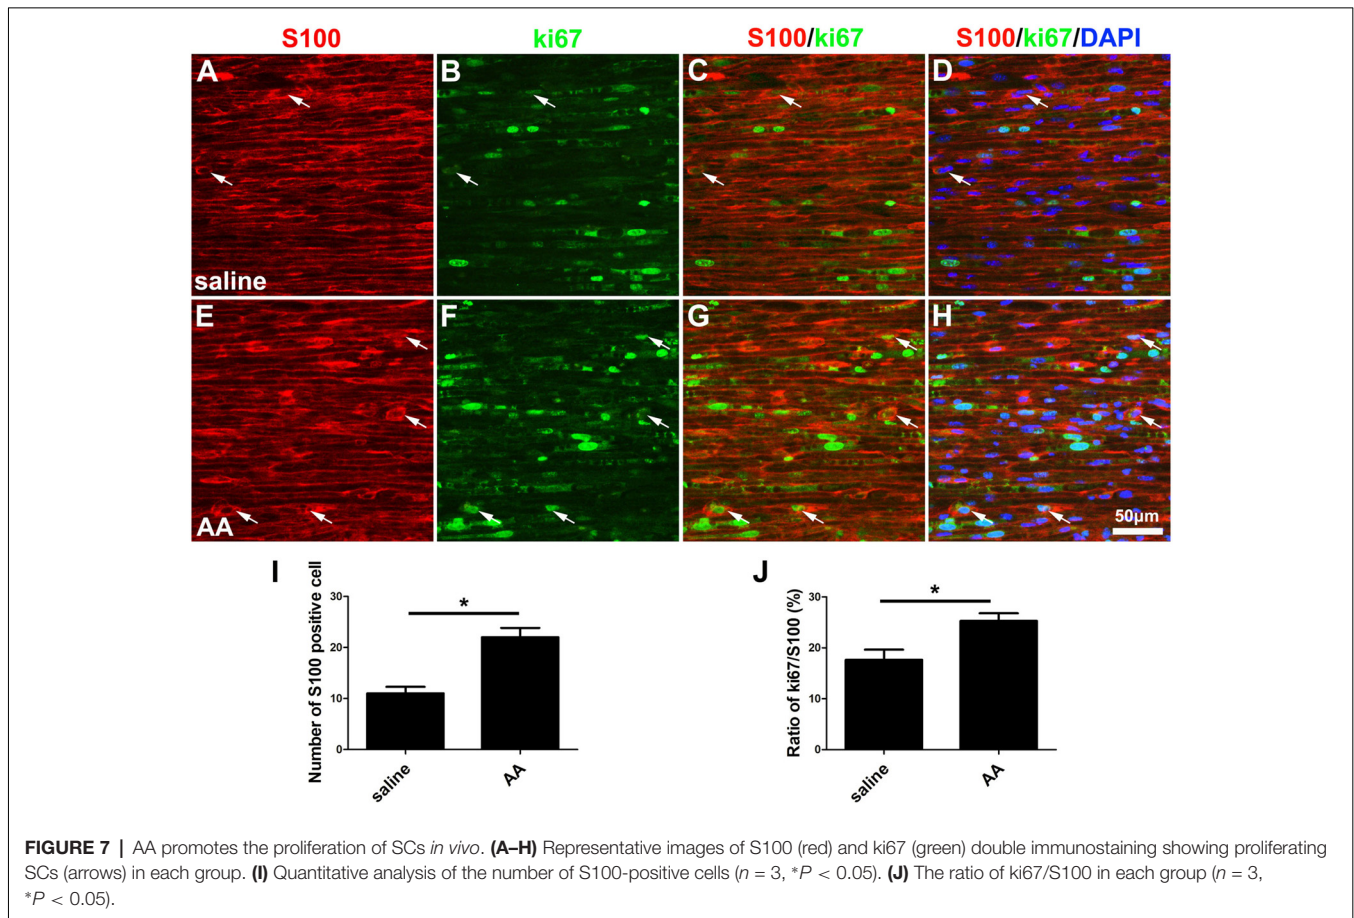 S100 ki67 S100/ki67 S100/ki67/DAPI
A B C D
saline
E F G H
AA 50µm
I J
Number of S100 positive cell
30
20
10
0
*
saline AA
Ratio of ki67/S100 (%)
30
20
10
0
*
saline AA
FIGURE 7 | AA promotes the proliferation of SCs in vivo. (A–H) Representative images of S100 (red) and ki67 (green) double immunostaining showing proliferating
SCs (arrows) in each group. (I) Quantitative analysis of the number of S100-positive cells (n = 3, *P < 0.05). (J) The ratio of ki67/S100 in each group (n = 3,
*P < 0.05).